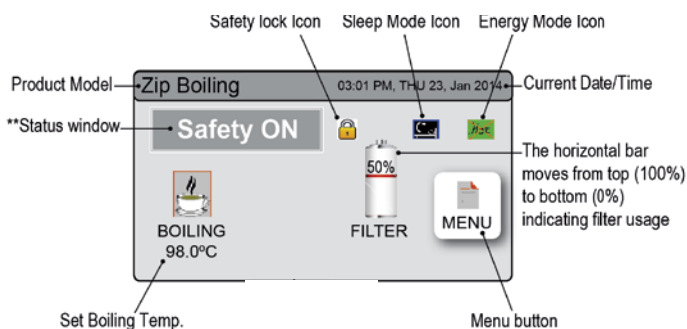 Safety lock Icon Sleep Mode Icon Energy Mode Icon
Product Model Zip Boiling 03:01 PM, THU 23, Jan 2014 Current Date/Time
**Status window Safety ON
50%
The horizontal bar
moves from top (100%)
to bottom (0%)
indicating filter usage
BOILING
98.0ºC
FILTER
MENU
Set Boiling Temp. Menu button